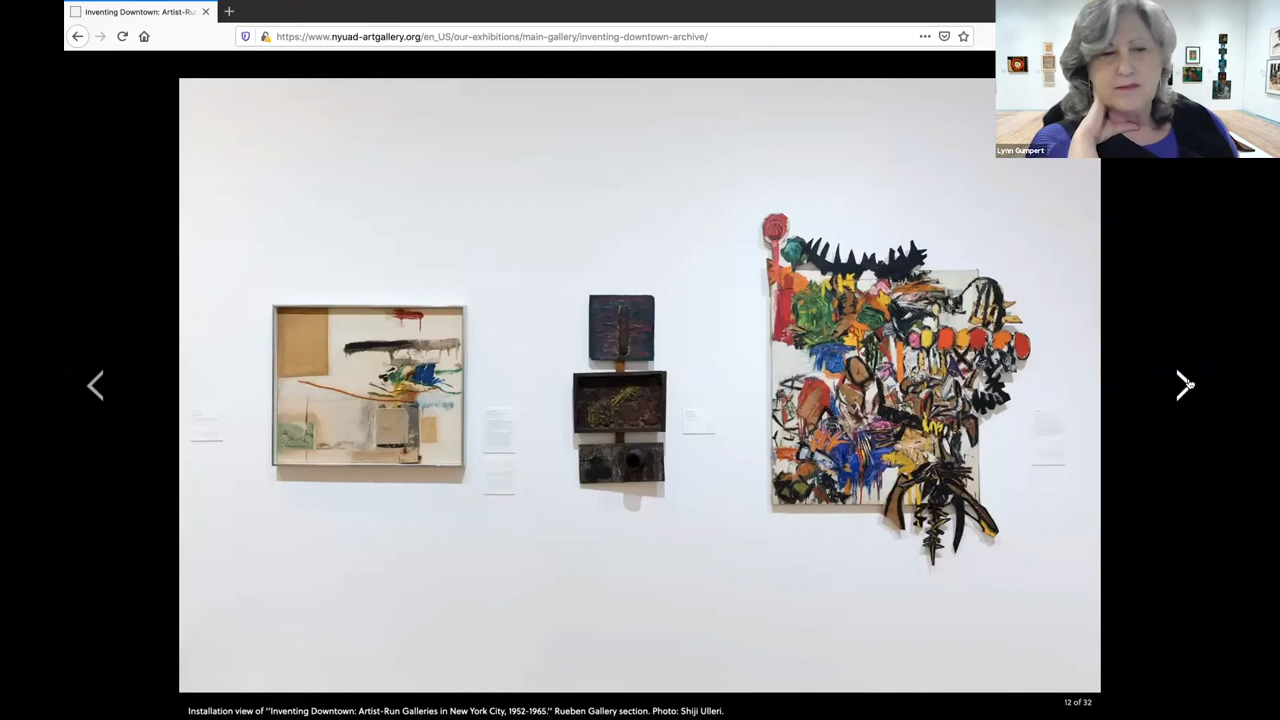 Inventing Downtown: Artist-Ru
https://www.nyuad-artgallery.org/en_US/our-exhibitions/main-gallery/inventing-downtown-archive/
Lynn Gumpert
12 of 32
Installation view of "Inventing Downtown: Artist-Run Galleries in New York City, 1952-1965." Rueben Gallery section. Photo: Shiji Ulleri.